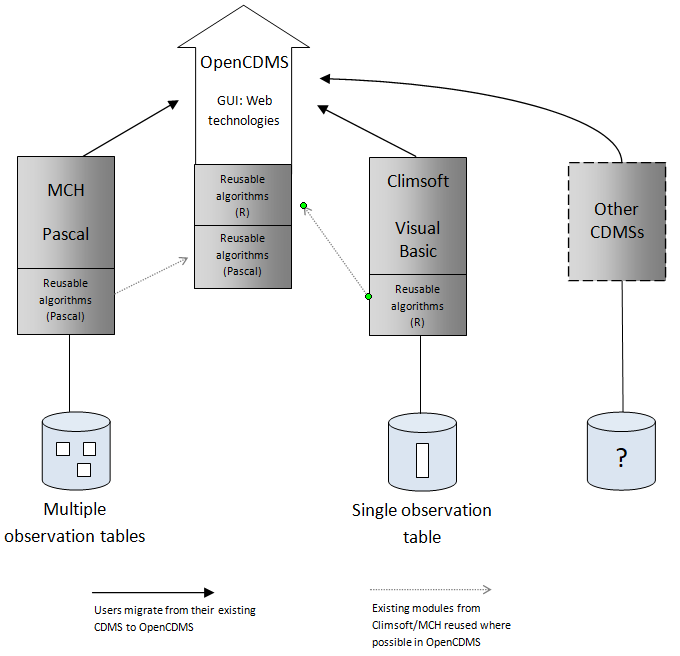 OpenCDMS
GUI: Web
technologies
Reusable
algorithms
(R)
Reusable
algorithms
(Pascal)
MCH
Pascal
Reusable
algorithms
(Pascal)
Climsoft
Visual
Basic
Reusable
algorithms
(R)
Other
CDMSs
?
Multiple
observation tables
Single observation
table
Users migrate from their existing
CDMS to OpenCDMS
Existing modules from
Climsoft/MCH reused where
possible in OpenCDMS